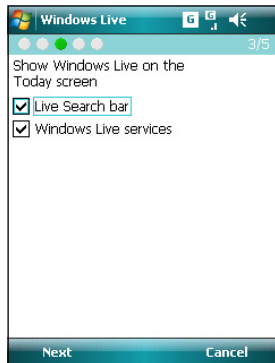 Windows Live
G G
3/5
Show Windows Live on the
Today screen
Live Search bar
Windows Live services
Next Cancel